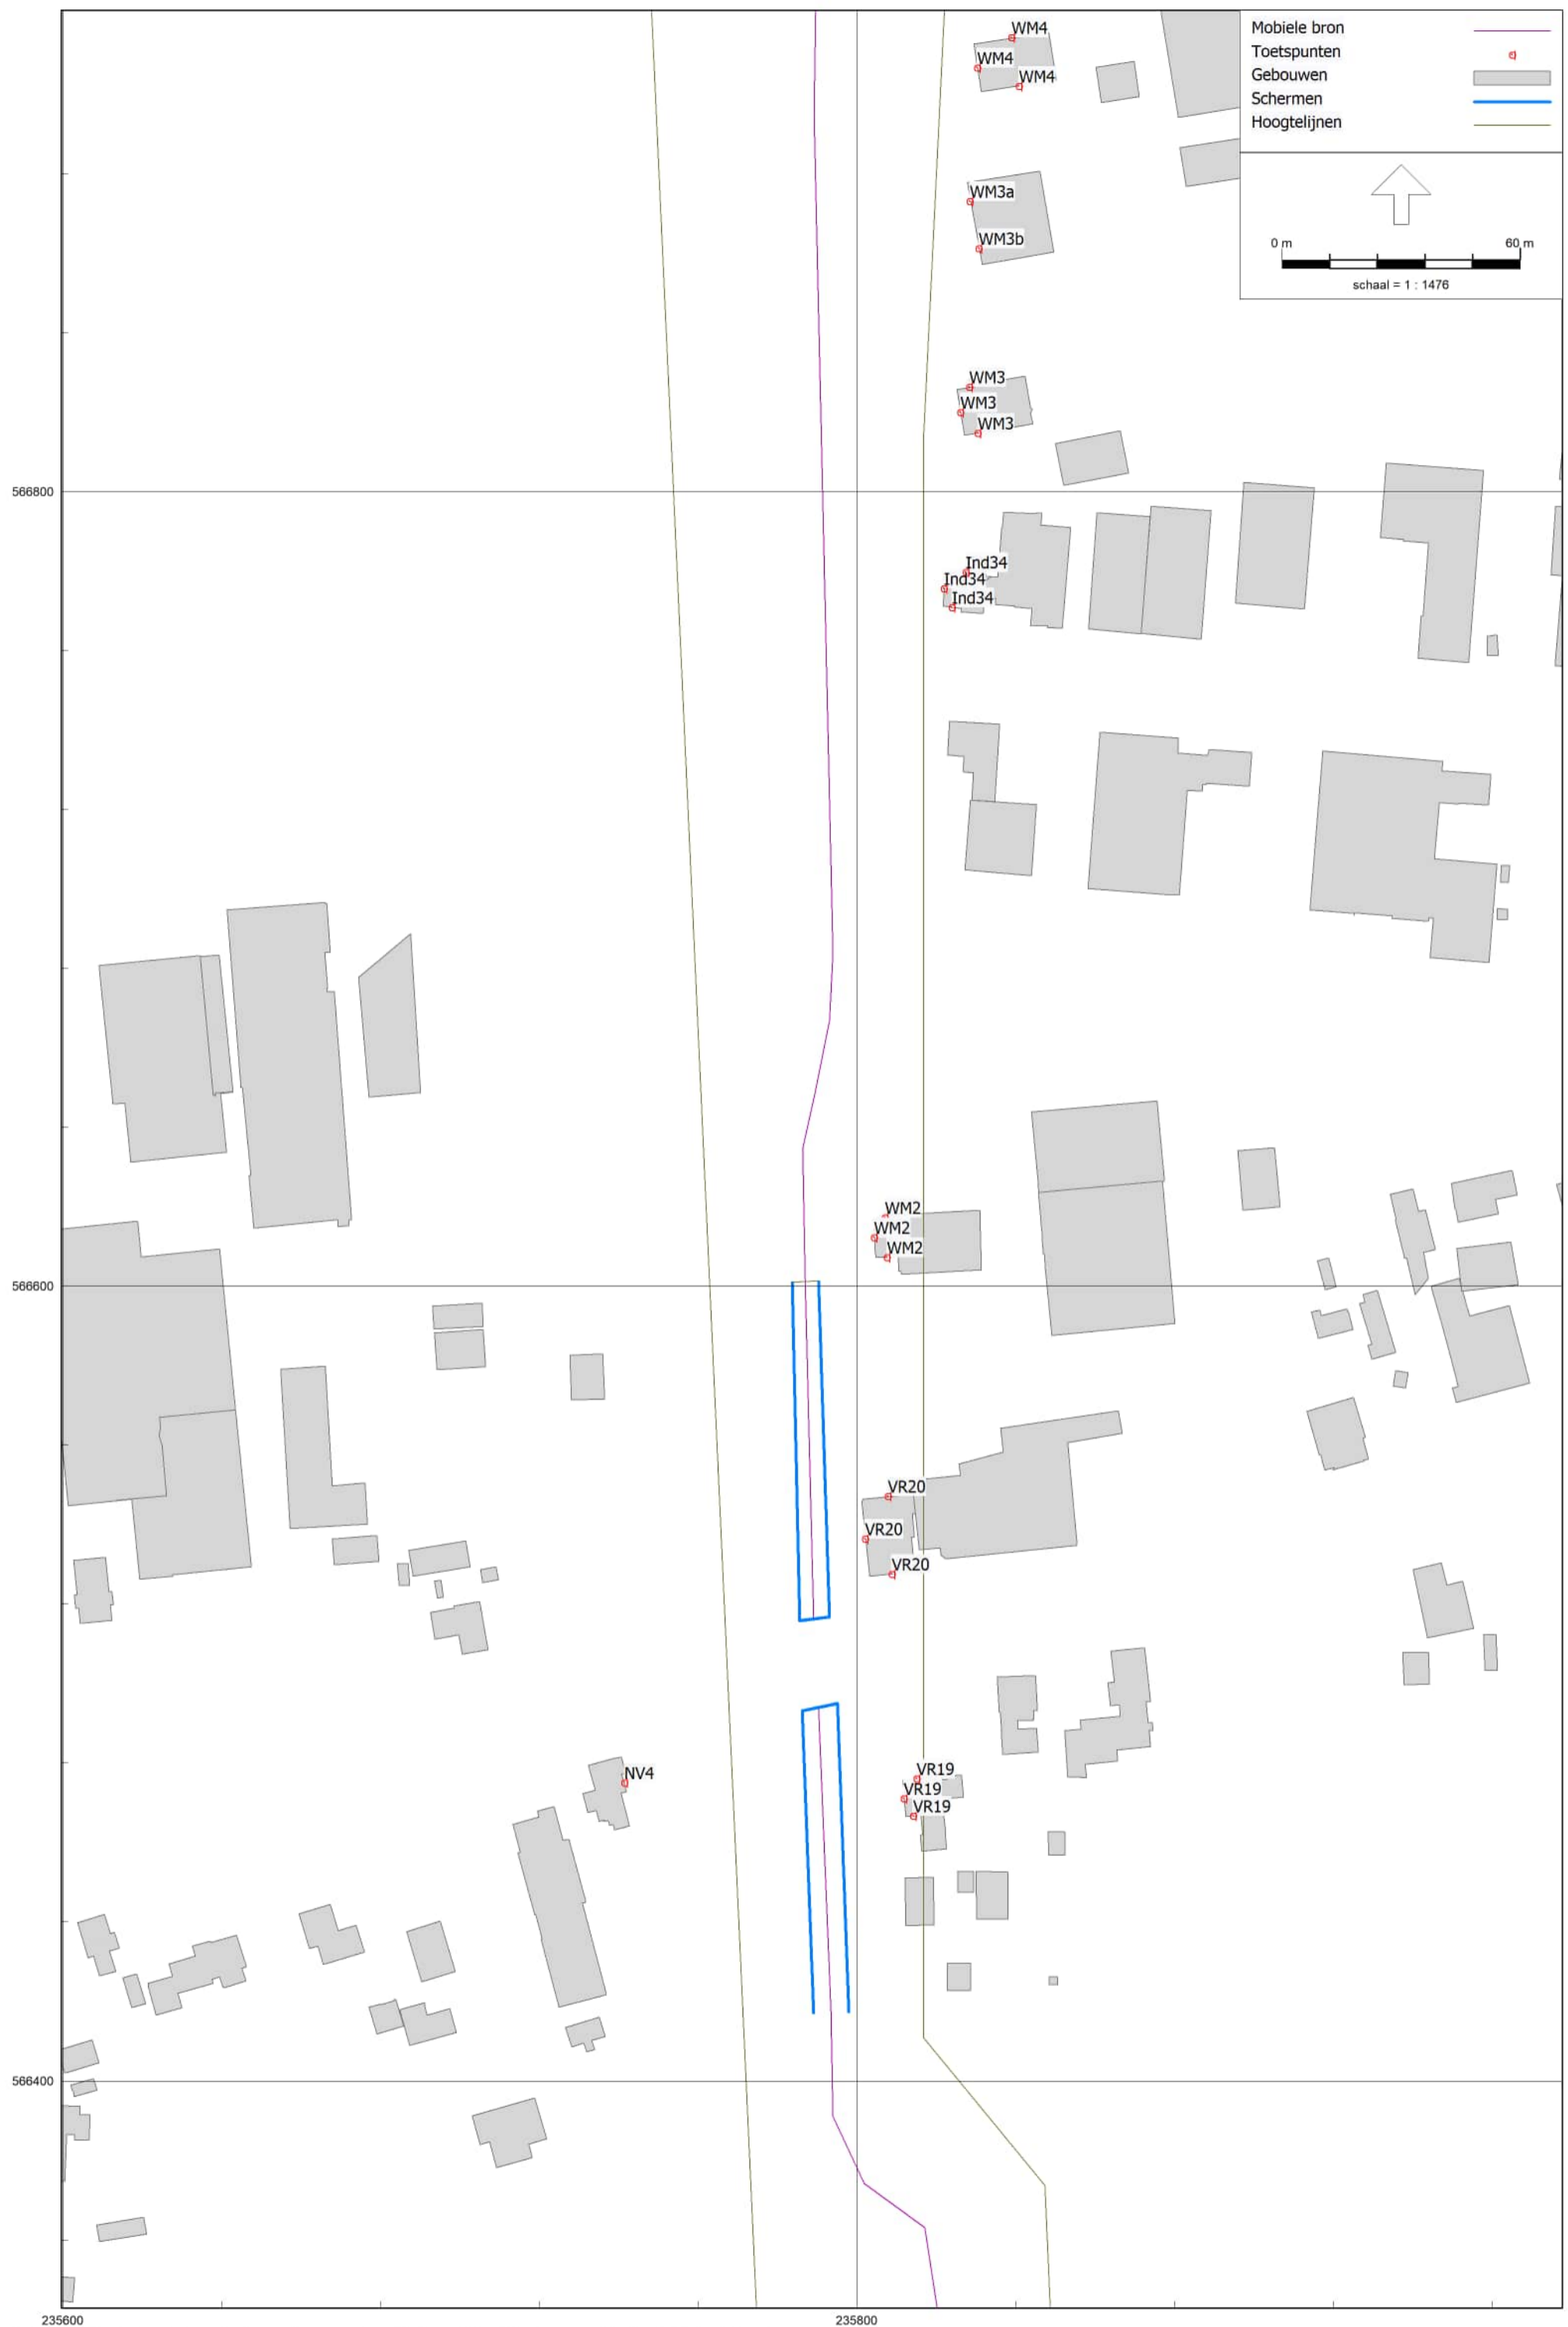 Mobiele bron
Toetspunten
Gebouwen
Schermen
Hoogtelijnen
0 m 60 m
schaal = 1 : 1476
WM4
WM4
WM4
WM3a
WM3b
WM3
WM3
WM3
566800
Ind34
Ind34
Ind34
WM2
WM2
WM2
566600
VR20
VR20
VR20
NV4
VR19
VR19
VR19
566400
235600 235800